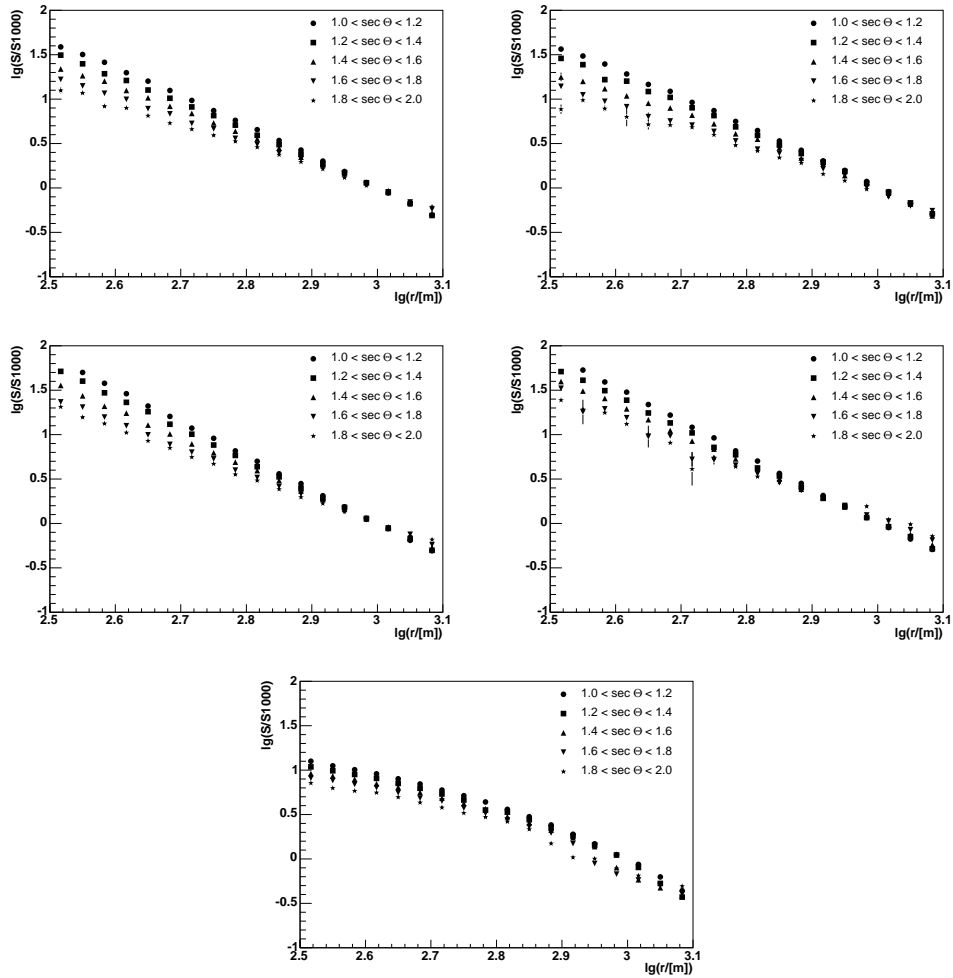 lg(S/S1000)
2
1.5
1
0.5
0
-0.5
-1
1.0 < sec Θ < 1.2
1.2 < sec Θ < 1.4
1.4 < sec Θ < 1.6
1.6 < sec Θ < 1.8
1.8 < sec Θ < 2.0
2.5 2.6 2.7 2.8 2.9 3 3.1
lg(r/[m])
lg(S/S1000)
2
1.5
1
0.5
0
-0.5
-1
1.0 < sec Θ < 1.2
1.2 < sec Θ < 1.4
1.4 < sec Θ < 1.6
1.6 < sec Θ < 1.8
1.8 < sec Θ < 2.0
2.5 2.6 2.7 2.8 2.9 3 3.1
lg(r/[m])
lg(S/S1000)
2
1.5
1
0.5
0
-0.5
-1
1.0 < sec Θ < 1.2
1.2 < sec Θ < 1.4
1.4 < sec Θ < 1.6
1.6 < sec Θ < 1.8
1.8 < sec Θ < 2.0
2.5 2.6 2.7 2.8 2.9 3 3.1
lg(r/[m])
lg(S/S1000)
2
1.5
1
0.5
0
-0.5
-1
1.0 < sec Θ < 1.2
1.2 < sec Θ < 1.4
1.4 < sec Θ < 1.6
1.6 < sec Θ < 1.8
1.8 < sec Θ < 2.0
2.5 2.6 2.7 2.8 2.9 3 3.1
lg(r/[m])
lg(S/S1000)
2
1.5
1
0.5
0
-0.5
-1
1.0 < sec Θ < 1.2
1.2 < sec Θ < 1.4
1.4 < sec Θ < 1.6
1.6 < sec Θ < 1.8
1.8 < sec Θ < 2.0
2.5 2.6 2.7 2.8 2.9 3 3.1
lg(r/[m])